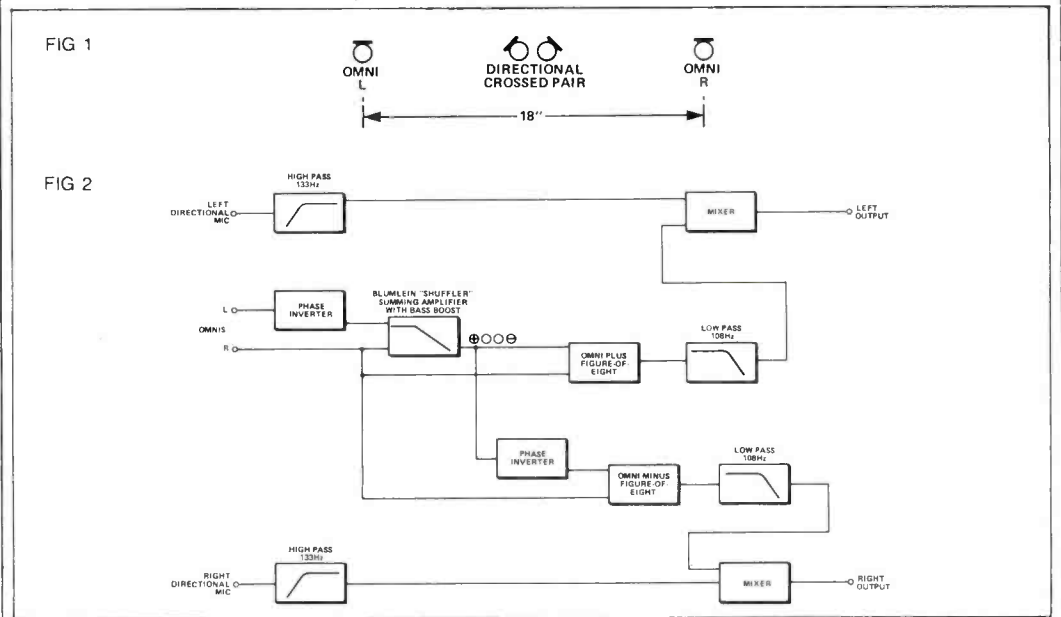 FIG 1
OMNI
L
DIRECTIONAL
CROSSED PAIR
OMNI
R
18"
FIG 2
HIGH PASS
133Hz
LEFT
DIRECTIONAL
MIC
MIXER
LEFT
OUTPUT
BLUMLEIN "SHUFFLER"
SUMMING AMPLIFIER
WITH BASS BOOST
L
PHASE
INVERTER
OMNIS
R
OMNI PLUS
FIGURE-OF-
EIGHT
LOW PASS
108Hz
PHASE
INVERTER
OMNI MINUS
FIGURE-OF-
EIGHT
LOW PASS
108Hz
HIGH PASS
133Hz
RIGHT
DIRECTIONAL
MIC
MIXER
RIGHT
OUTPUT